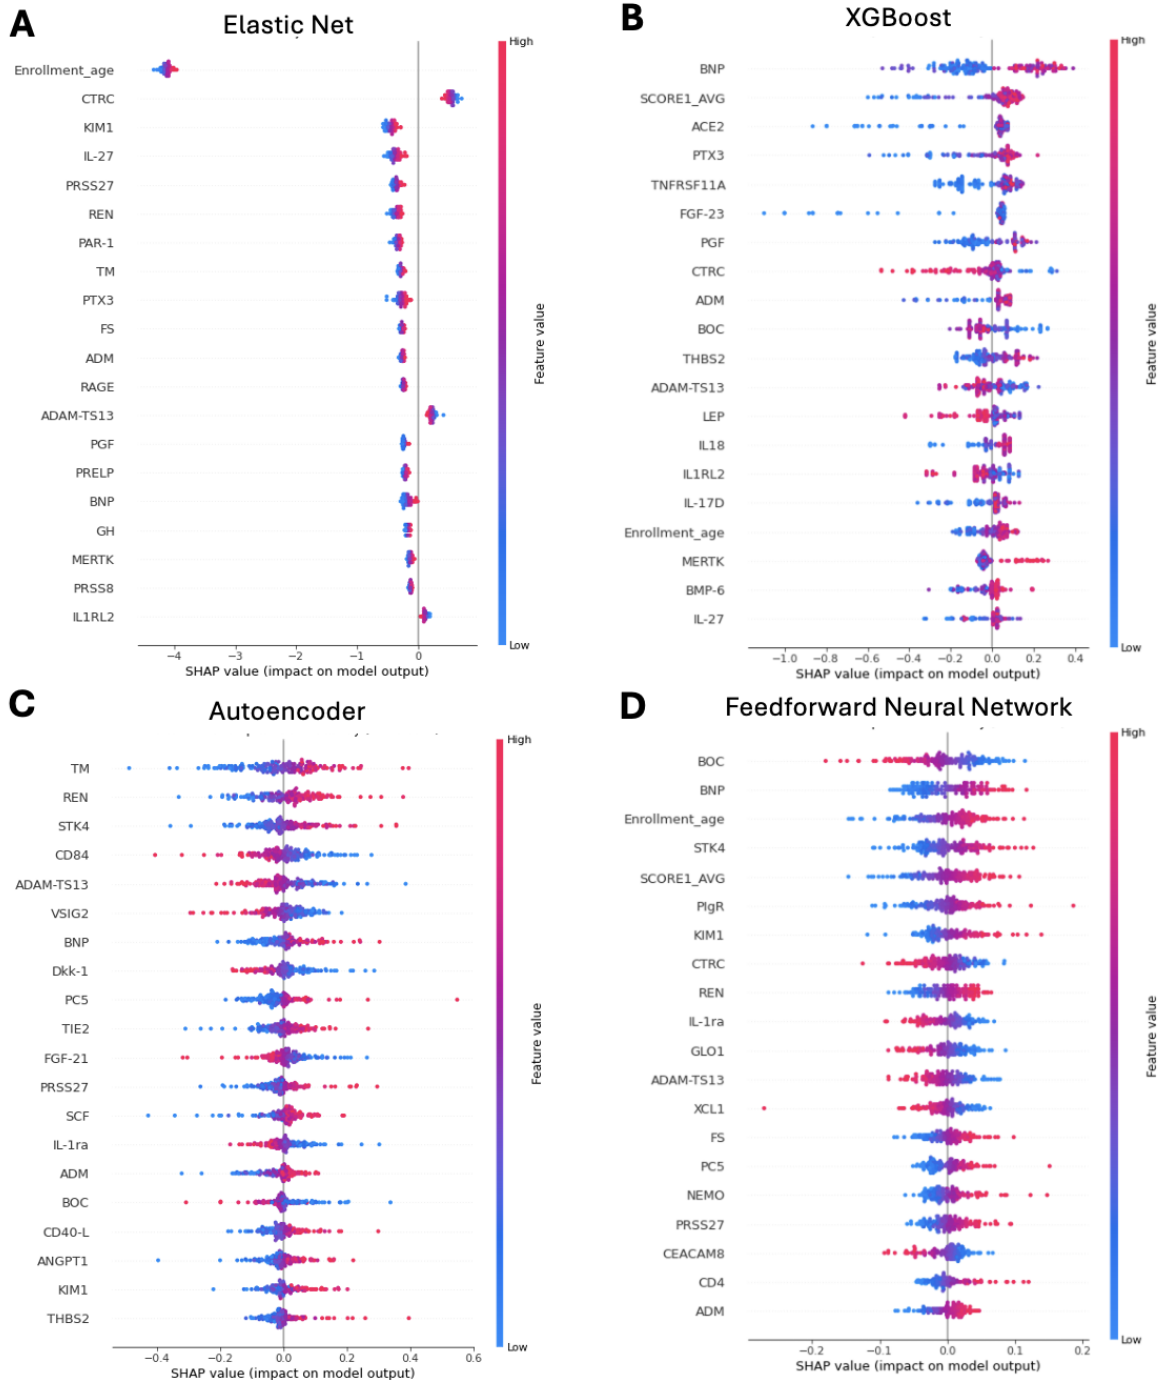 A
Elastic Net
High
Enrollment_age
CTRC
KIM1
IL-27
PRSS27
REN
PAR-1
TM
PTX3
FS
ADM
RAGE
ADAM-TS13
PGF
PRELP
BNP
GH
MERTK
PRSS8
IL1RL2
Low
Feature value
−4 −3 −2 −1 0
SHAP value (impact on model output)
B
XGBoost
High
BNP
SCORE1_AVG
ACE2
PTX3
TNFRSF11A
FGF-23
PGF
CTRC
ADM
BOC
THBS2
ADAM-TS13
LEP
IL18
IL1RL2
IL-17D
Enrollment_age
MERTK
BMP-6
IL-27
Low
Feature value
−1.0 −0.8 −0.6 −0.4 −0.2 0.0 0.2 0.4
SHAP value (impact on model output)
C
Autoencoder
High
TM
REN
STK4
CD84
ADAM-TS13
VSIG2
BNP
Dkk-1
PC5
TIE2
FGF-21
PRSS27
SCF
IL-1ra
ADM
BOC
CD40-L
ANGPT1
KIM1
THBS2
Low
Feature value
−0.4 −0.2 0.0 0.2 0.4 0.6
SHAP value (impact on model output)
D
Feedforward Neural Network
High
BOC
BNP
Enrollment_age
STK4
SCORE1_AVG
PIgR
KIM1
CTRC
REN
IL-1ra
GLO1
ADAM-TS13
XCL1
FS
PC5
NEMO
PRSS27
CEACAM8
CD4
ADM
Low
Feature value
−0.2 −0.1 0.0 0.1 0.2
SHAP value (impact on model output)